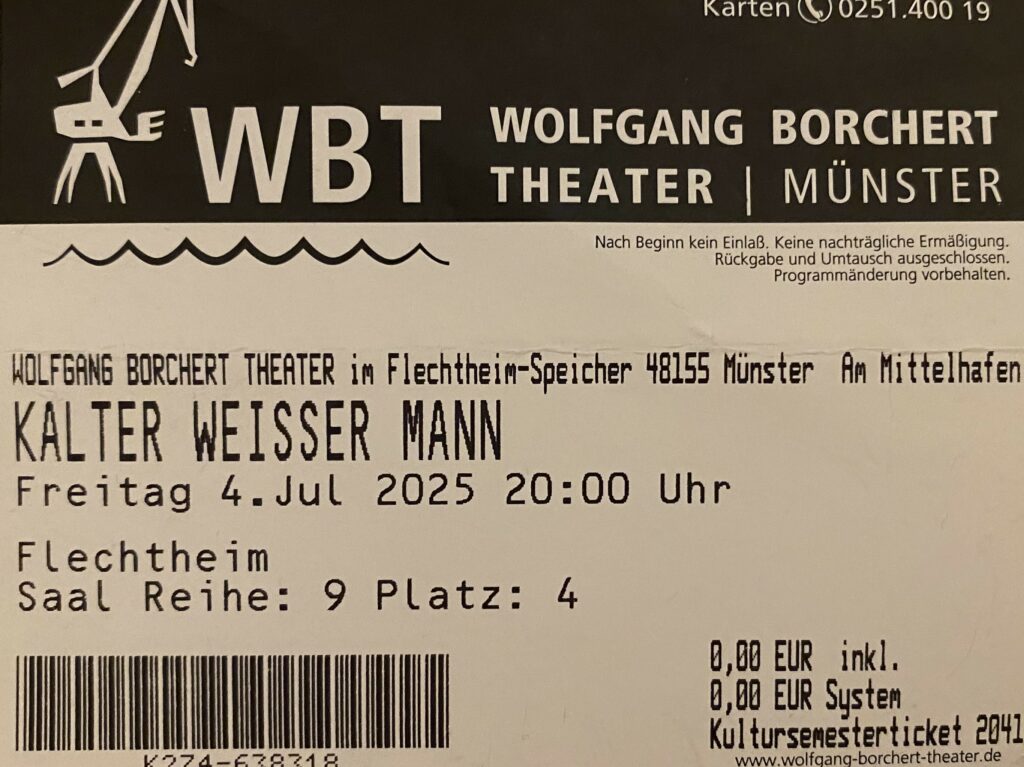 Karten 0251.400 19
WBT
WOLFGANG BORCHERT
THEATER | MÜNSTER
Nach Beginn kein Einlaß. Keine nachträgliche Ermäßigung.
Rückgabe und Umtausch ausgeschlossen.
Programmänderung vorbehalten.
WOLFGANG BORCHERT THEATER im Flechtheim-Speicher 48155 Münster Am Mittelhafen
KALTER WEISSER MANN
Freitag 4.Jul 2025 20:00 Uhr
Flechtheim
Saal Reihe: 9 Platz: 4
0,00 EUR inkl.
0,00 EUR System
Kultursemesterticket 2041
www.wolfgang-borchert-theater.de
K274-638318